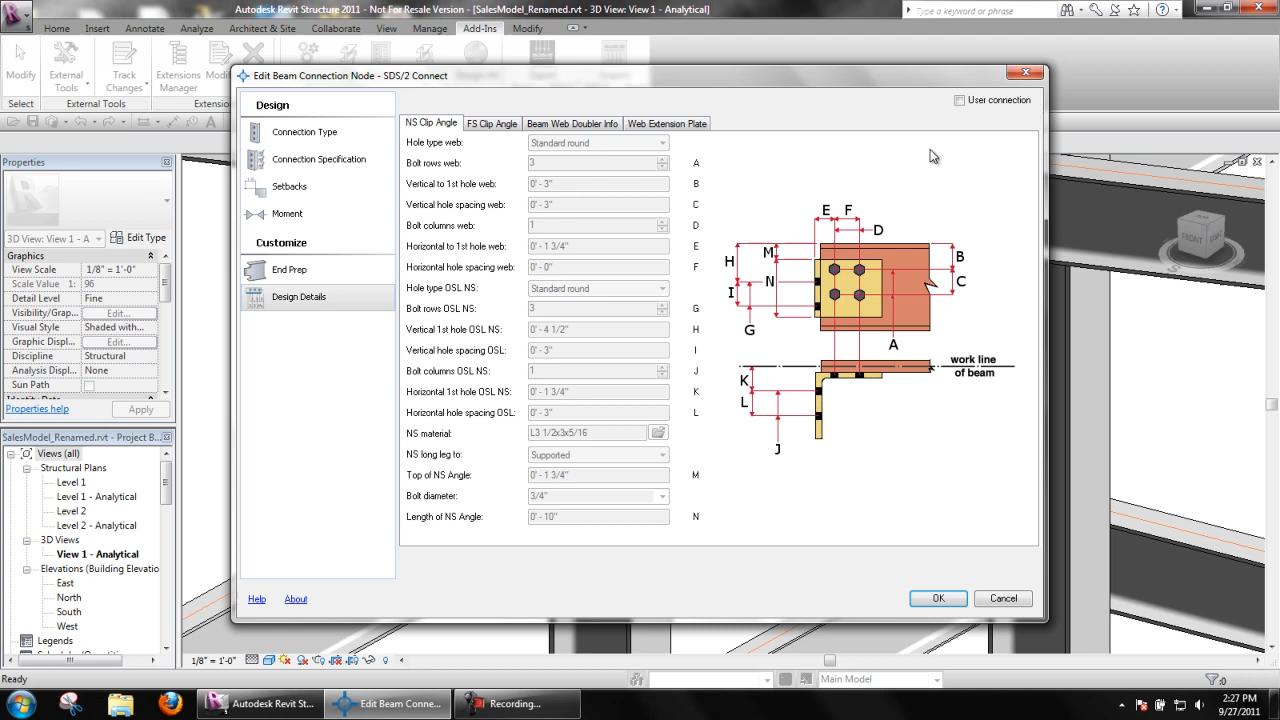 Autodesk Revit Structure 2011 - Not For Resale Version - [SalesModel_Renamed.rvt - 3D View: View 1 - Analytical]
Type a keyword or phrase
Home Insert Annotate Analyze Architect & Site Collaborate View Manage Add-Ins Modify
Modify
External Tools
Track Changes
Extensions Manager
Select
External Tools
Edit Beam Connection Node - SDS/2 Connect
Design
Connection Type
Connection Specification
Setbacks
Moment
Customize
End Prep
Design Details
User connection
NS Clip Angle FS Clip Angle Beam Web Doubler Info Web Extension Plate
Hole type web: Standard round
Bolt rows web: 3 A
Vertical to 1st hole web: 0' - 3" B
Vertical hole spacing web: 0' - 3" C
Bolt columns web: 1 D
Horizontal to 1st hole web: 0' - 1 3/4" E
Horizontal hole spacing web: 0' - 0" F
Hole type OSL NS: Standard round
Bolt rows OSL NS: 3 G
Vertical 1st hole OSL NS: 0' - 4 1/2" H
Vertical hole spacing OSL: 0' - 3" I
Bolt columns OSL NS: 1 J
Horizontal 1st hole OSL NS: 0' - 1 3/4" K
Horizontal hole spacing OSL: 0' - 3" L
NS material: L3 1/2x3x5/16
NS long leg to: Supported
Top of NS Angle: 0' - 1 3/4" M
Bolt diameter: 3/4"
Length of NS Angle: 0' - 10" N
E F
D
M
H
B
N
C
I
G
A
work line
of beam
K
L
J
Help About
OK Cancel
FRONT
Properties
3D View: View 1 - A Edit Type
Graphics
View Scale 1/8" = 1'-0"
Scale Value 1: 96
Detail Level Fine
Visibility/Grap... Edit...
Visual Style Shaded with...
Graphic Displ... Edit...
Discipline Structural
Analysis Displ... None
Sun Path
Properties help Apply
SalesModel_Renamed.rvt - Project B...
Views (all)
Structural Plans
Level 1
Level 1 - Analytical
Level 2
Level 2 - Analytical
3D Views
View 1 - Analytical
Elevations (Building Elevatio
East
North
South
West
Legends
1/8" = 1'-0"
Ready
Main Model
:0
Autodesk Revit St...
Edit Beam Conne...
Recording...
2:27 PM
9/27/2011